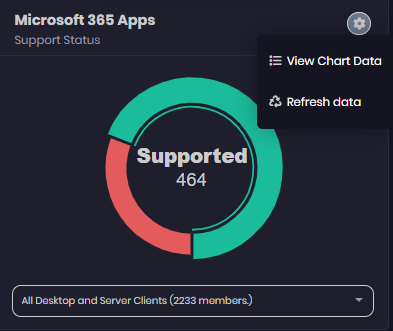 Microsoft 365 Apps
Support Status
View Chart Data
Refresh data
Supported
464
All Desktop and Server Clients (2233 members.)